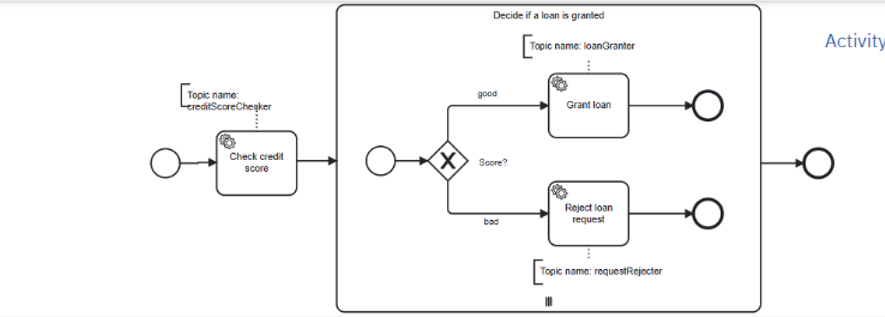 Decide if a loan is granted
Topic name: loanGranter
Activity
Topic name:
creditScoreChecker
good
Grant loan
Check credit
score
Score?
Reject loan
request
bad
Topic name: requestRejecter